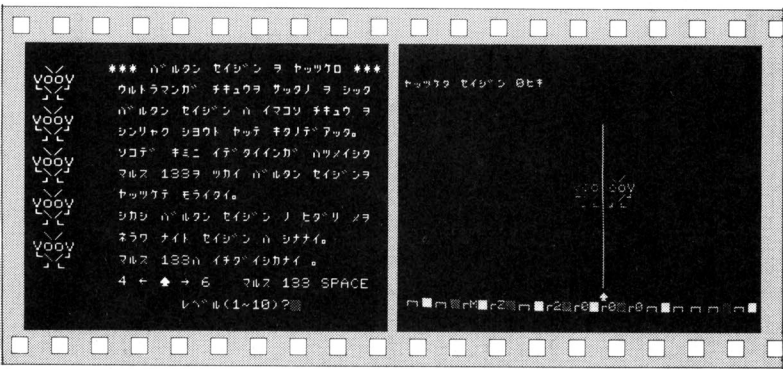 *** バルタン セイジン ヲ ヤッツケロ ***
ウルトラマンガ チキュウヲ サッタノ ヲ シッタ
バルタン セイジン ハ イマコソ チキュウ ヲ
シンリャク ショウト ヤッテ キタノデアッタ。
ソコデ キミニ イデタイインガ ハツメイシタ
マルス 133ヲ ツカイ バルタン セイジンヲ
ヤッツケテ モライタイ。
シカシ バルタン セイジン ノ ヒダリ メヲ
ネラワ ナイト セイジン ハ シナナイ。
マルス 133ハ イチダイシカナイ 。
4 ← ♠ → 6 マルス 133 SPACE
レベル(1~10)?
ヤッツケタ セイジン 0ヒキ